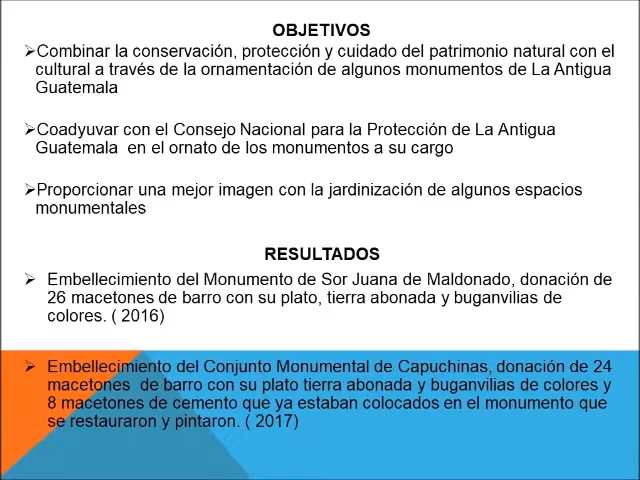 OBJETIVOS
➢Combinar la conservación, protección y cuidado del patrimonio natural con el
cultural a través de la ornamentación de algunos monumentos de La Antigua
Guatemala
➢Coadyuvar con el Consejo Nacional para la Protección de La Antigua
Guatemala en el ornato de los monumentos a su cargo
➢Proporcionar una mejor imagen con la jardinización de algunos espacios
monumentales
RESULTADOS
➢ Embellecimiento del Monumento de Sor Juana de Maldonado, donación de
26 macetones de barro con su plato, tierra abonada y buganvilias de
colores. ( 2016)
➢ Embellecimiento del Conjunto Monumental de Capuchinas, donación de 24
macetones de barro con su plato tierra abonada y buganvilias de colores y
8 macetones de cemento que ya estaban colocados en el monumento que
se restauraron y pintaron. ( 2017)